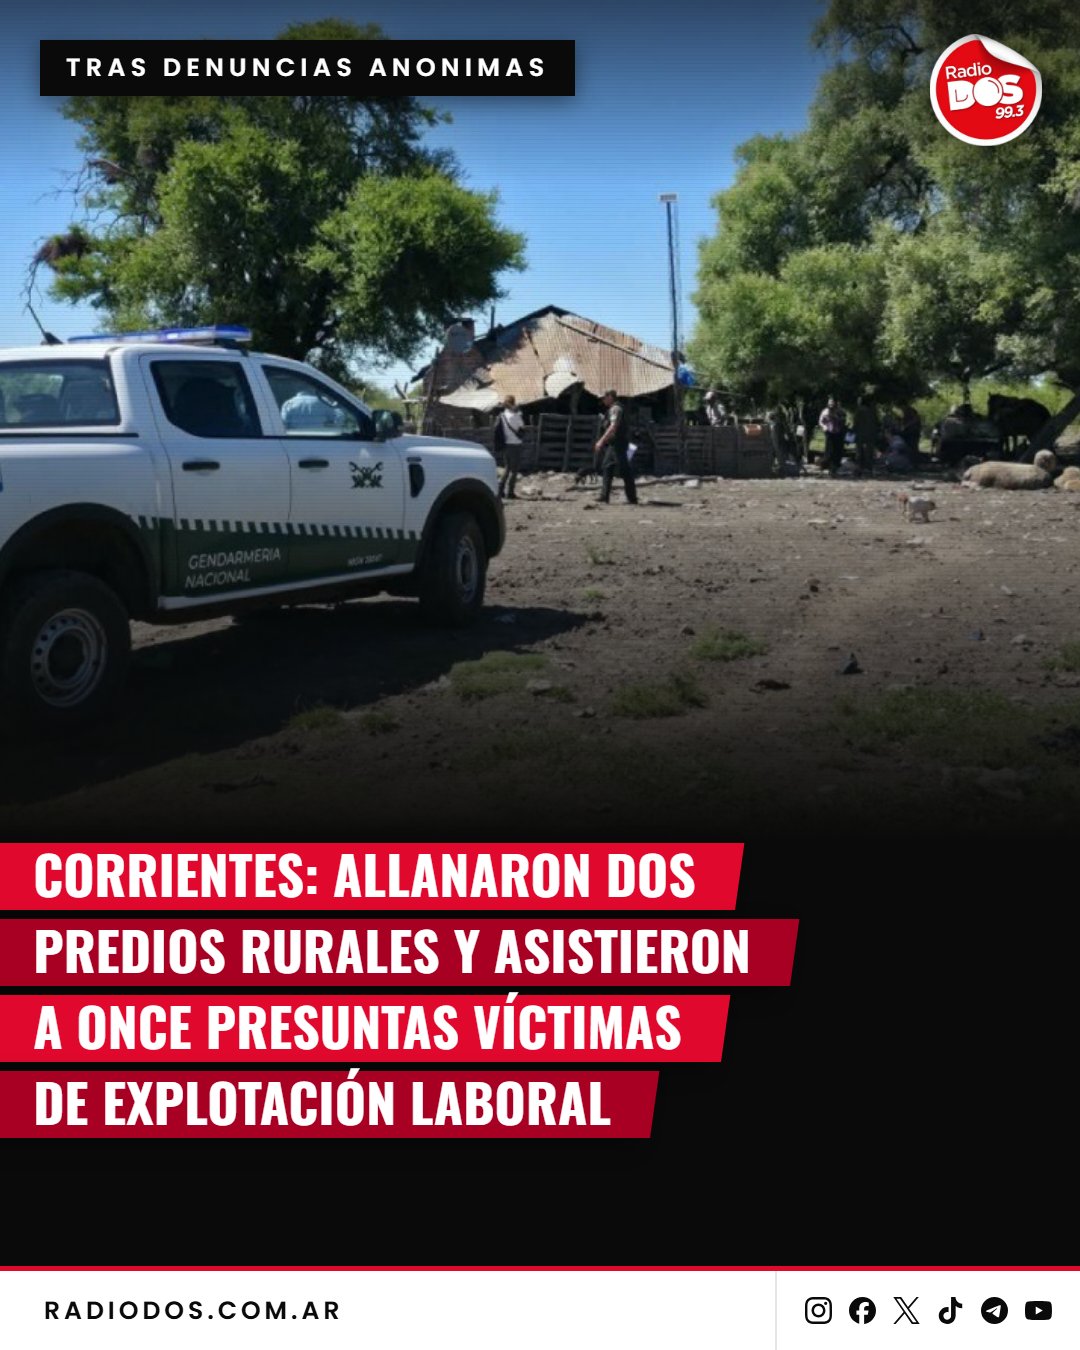 TRAS DENUNCIAS ANONIMAS
Radio
DOS
99.3
GENDARMERIA
NACIONAL
CORRIENTES: ALLANARON DOS
PREDIOS RURALES Y ASISTIERON
A ONCE PRESUNTAS VÍCTIMAS
DE EXPLOTACIÓN LABORAL
RADIODOS.COM.AR